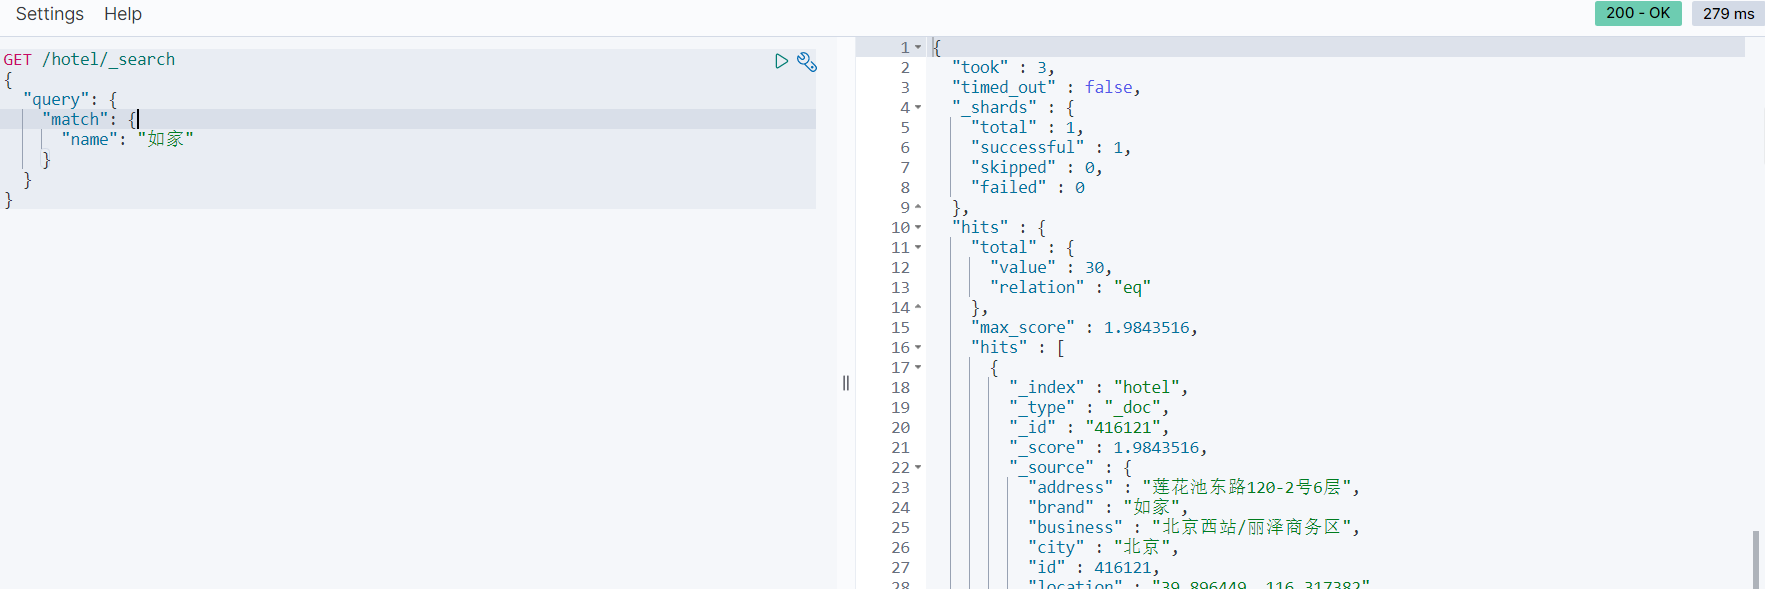 Settings Help
200 - OK 279 ms
GET /hotel/_search
{
"query": {
"match": {
"name": "如家"
}
}
}
1 {
2 "took" : 3,
3 "timed_out" : false,
4 "_shards" : {
5 "total" : 1,
6 "successful" : 1,
7 "skipped" : 0,
8 "failed" : 0
9 },
10 "hits" : {
11 "total" : {
12 "value" : 30,
13 "relation" : "eq"
14 },
15 "max_score" : 1.9843516,
16 "hits" : [
17 {
18 "_index" : "hotel",
19 "_type" : "_doc",
20 "_id" : "416121",
21 "_score" : 1.9843516,
22 "_source" : {
23 "address" : "莲花池东路120-2号6层",
24 "brand" : "如家",
25 "business" : "北京西站/丽泽商务区",
26 "city" : "北京",
27 "id" : 416121,
28 "location" : "39.896449, 116.317382"